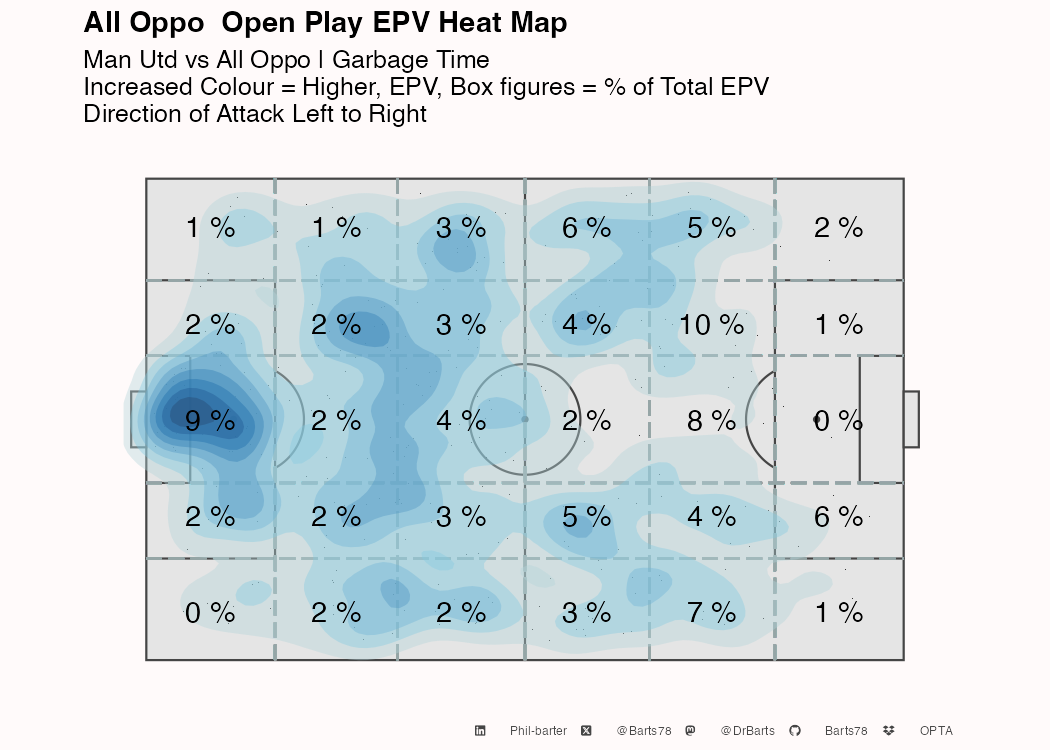 All Oppo  Open Play EPV Heat Map
Man Utd vs All Oppo | Garbage Time
Increased Colour = Higher, EPV, Box figures = % of Total EPV
Direction of Attack Left to Right
1 % 1 % 3 % 6 % 5 % 2 %
2 % 2 % 3 % 4 % 10 % 1 %
9 % 2 % 4 % 2 % 8 % 0 %
2 % 2 % 3 % 5 % 4 % 6 %
0 % 2 % 2 % 3 % 7 % 1 %
Phil-barter @Barts78 @DrBarts Barts78 OPTA